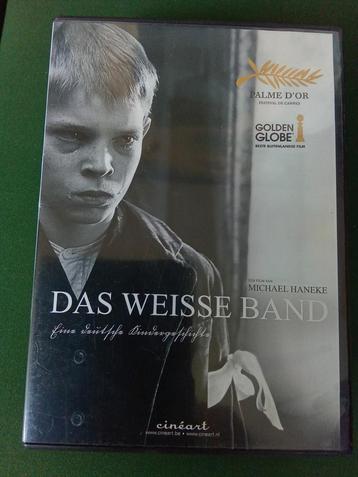 PALME D'OR
FESTIVAL DE CANNES
GOLDEN
GLOBE
BESTE BUITENLANDSE FILM
EEN FILM VAN
MICHAEL HANEKE
DAS WEISSE BAND
Eine deutsche Kindergeschichte
cinéart
www.cineart.be • www.cineart.nl